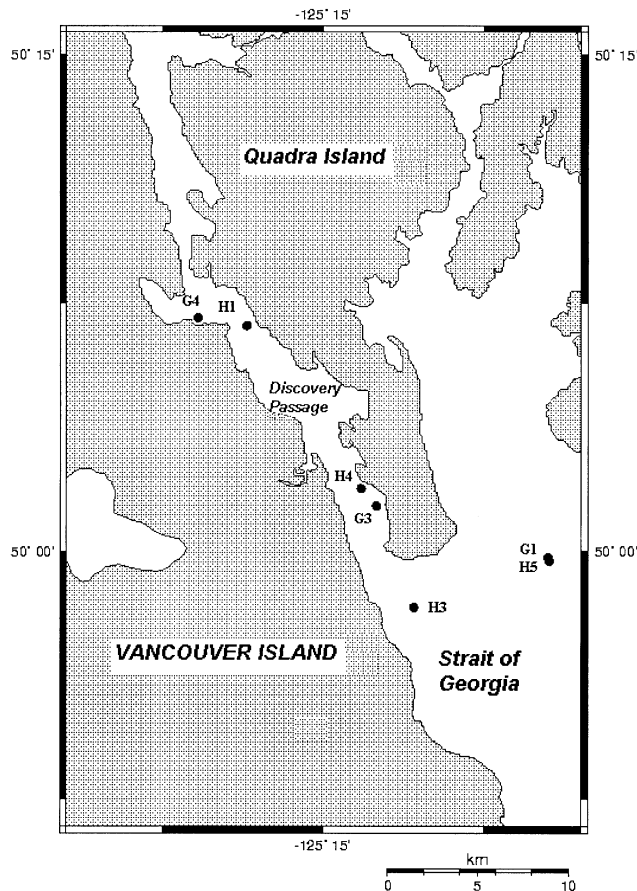 -125° 15'
50° 15'
50° 15'
Quadra Island
G4
H1
Discovery
Passage
H4
G3
50° 00'
G1
50° 00'
H5
H3
VANCOUVER ISLAND
Strait of
Georgia
-125° 15'
km
0
5
10